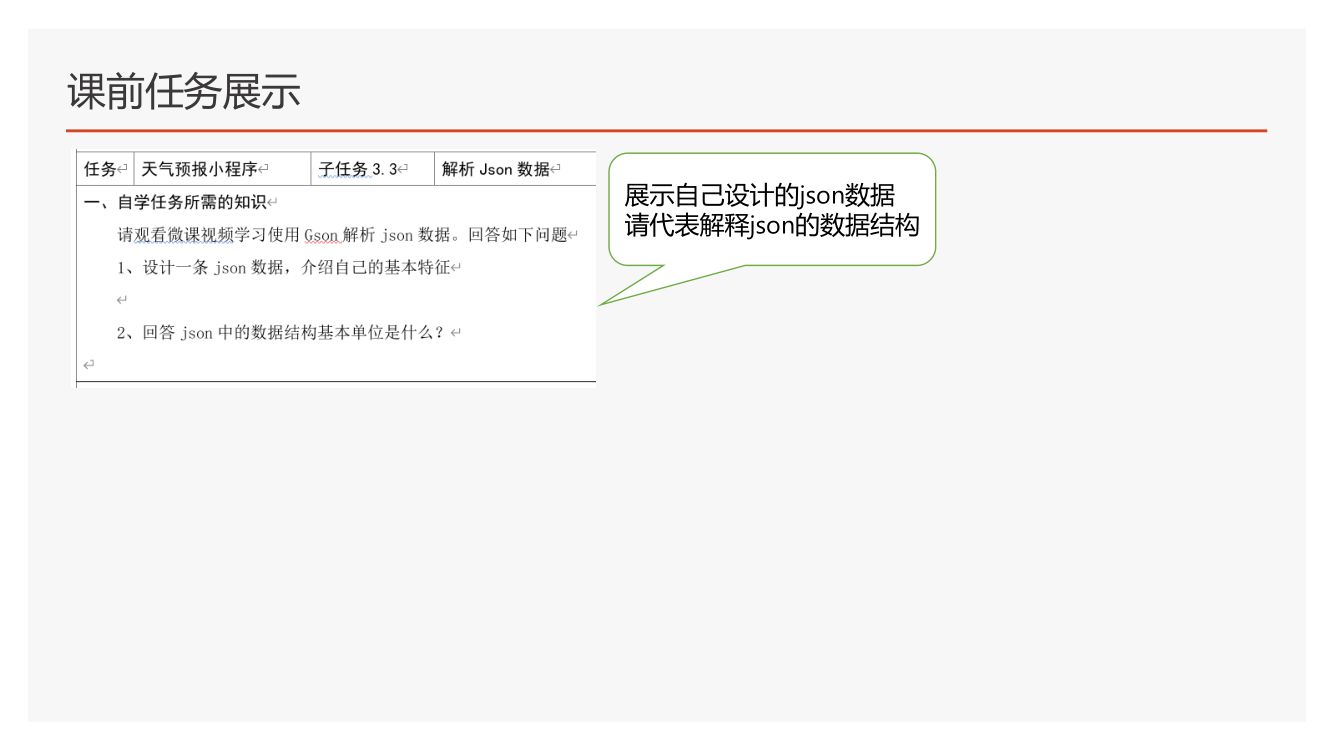 课前任务展示
任务 天气预报小程序 子任务 3.3 解析 Json 数据
一、自学任务所需的知识
请观看微课视频学习使用 Gson 解析 json 数据。回答如下问题
1、设计一条 json 数据，介绍自己的基本特征
2、回答 json 中的数据结构基本单位是什么？
展示自己设计的json数据
请代表解释json的数据结构